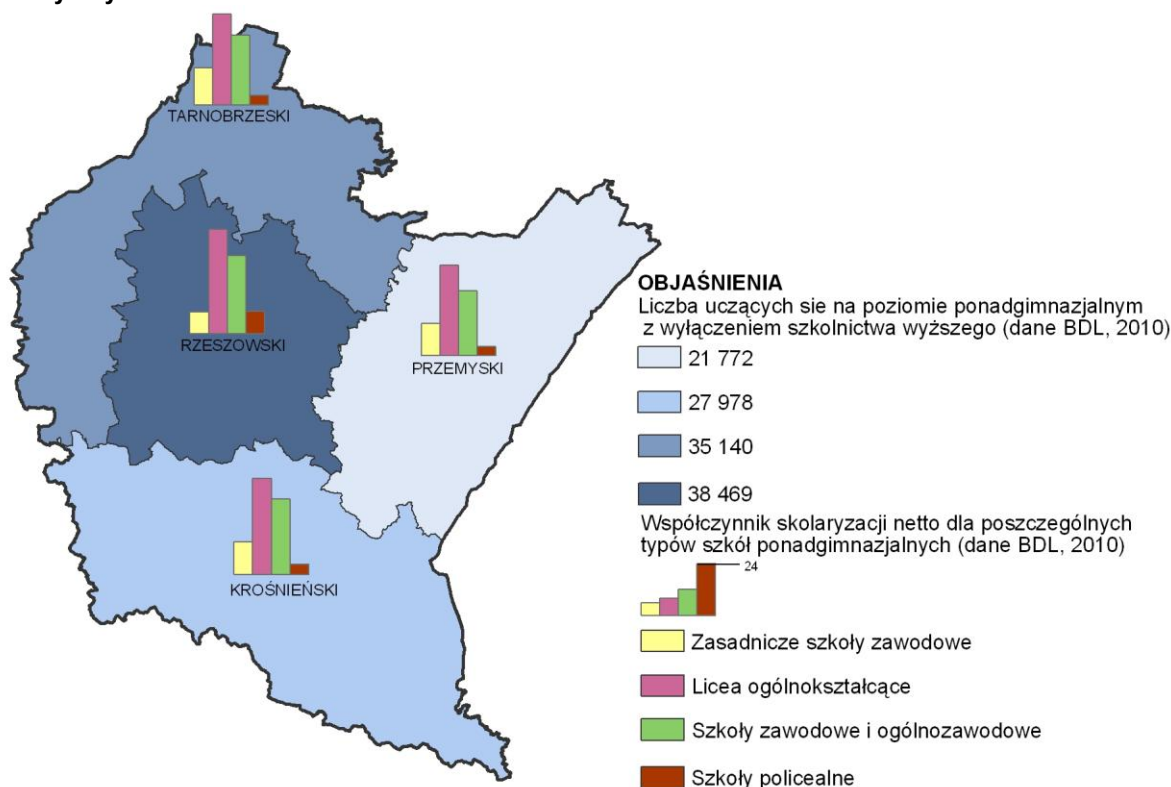 TARNOBRZESKI
RZESZOWSKI
PRZEMYSKI
KROŚNIEŃSKI
OBJAŚNIENIA
Liczba uczących sie na poziomie ponadgimnazjalnym
z wyłączeniem szkolnictwa wyższego (dane BDL, 2010)
21 772
27 978
35 140
38 469
Współczynnik skolaryzacji netto dla poszczególnych
typów szkół ponadgimnazjalnych (dane BDL, 2010)
24
Zasadnicze szkoły zawodowe
Licea ogólnokształcące
Szkoły zawodowe i ogólnozawodowe
Szkoły policealne